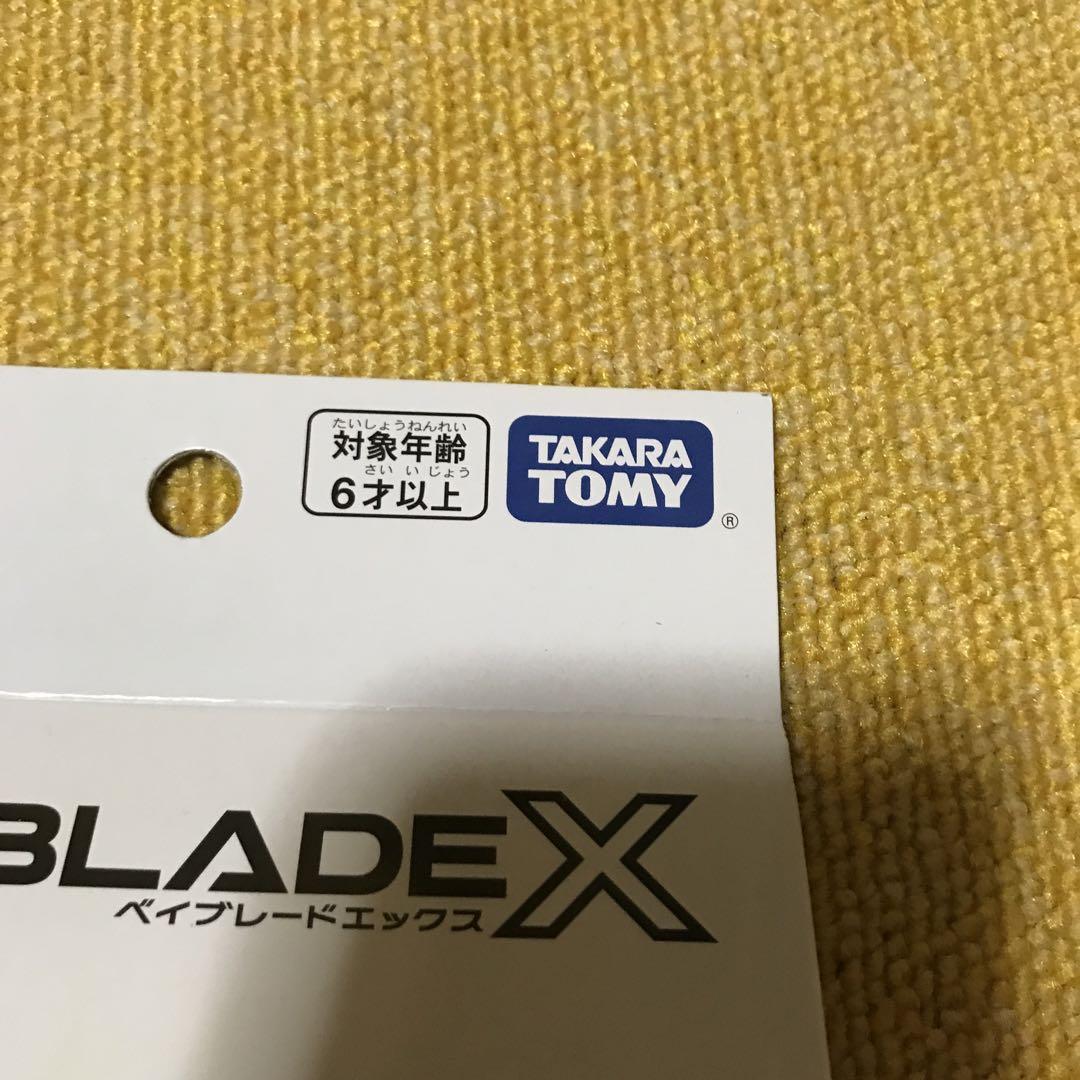 たいしょうねんれい
対象年齢
さい い じょう
6才以上
TAKARA
TOMY
®
BLADE X
ベイブレードエックス